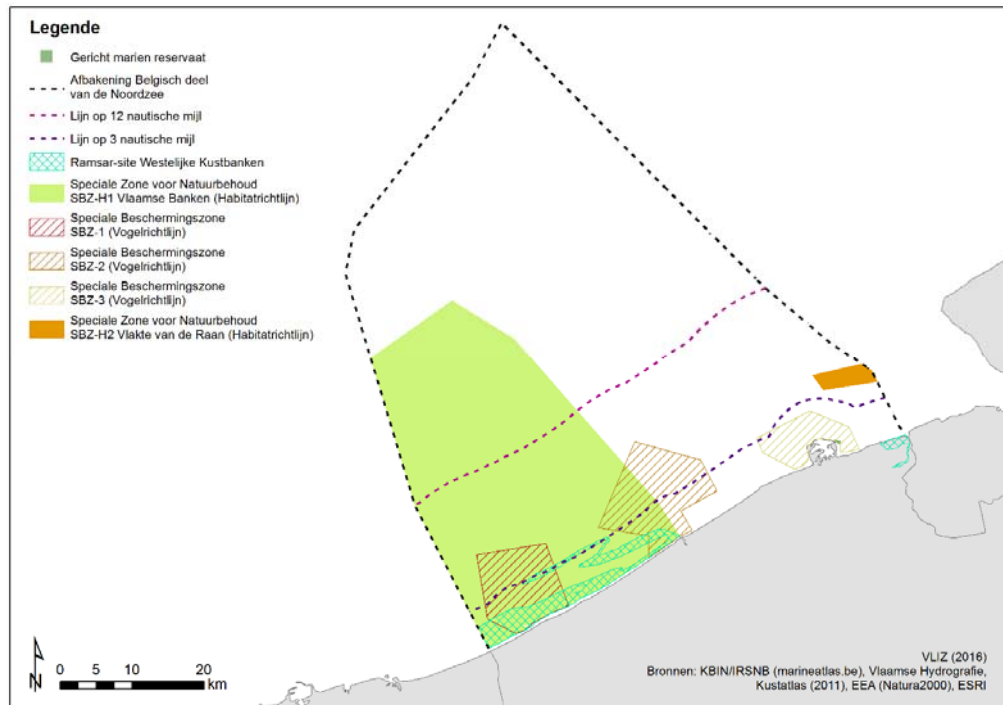 Legende
Gericht marien reservaat
Afbakening Belgisch deel
van de Noordzee
Lijn op 12 nautische mijl
Lijn op 3 nautische mijl
Ramsar-site Westelijke Kustbanken
Speciale Zone voor Natuurbehoud
SBZ-H1 Vlaamse Banken (Habitatrichtlijn)
Speciale Beschermingszone
SBZ-1 (Vogelrichtlijn)
Speciale Beschermingszone
SBZ-2 (Vogelrichtlijn)
Speciale Beschermingszone
SBZ-3 (Vogelrichtlijn)
Speciale Zone voor Natuurbehoud
SBZ-H2 Vlakte van de Raan (Habitatrichtlijn)
N
0 5 10 20
km
VLIZ (2016)
Bronnen: KBIN/IRSNB (marineatlas.be), Vlaamse Hydrografie,
Kustatlas (2011), EEA (Natura2000), ESRI